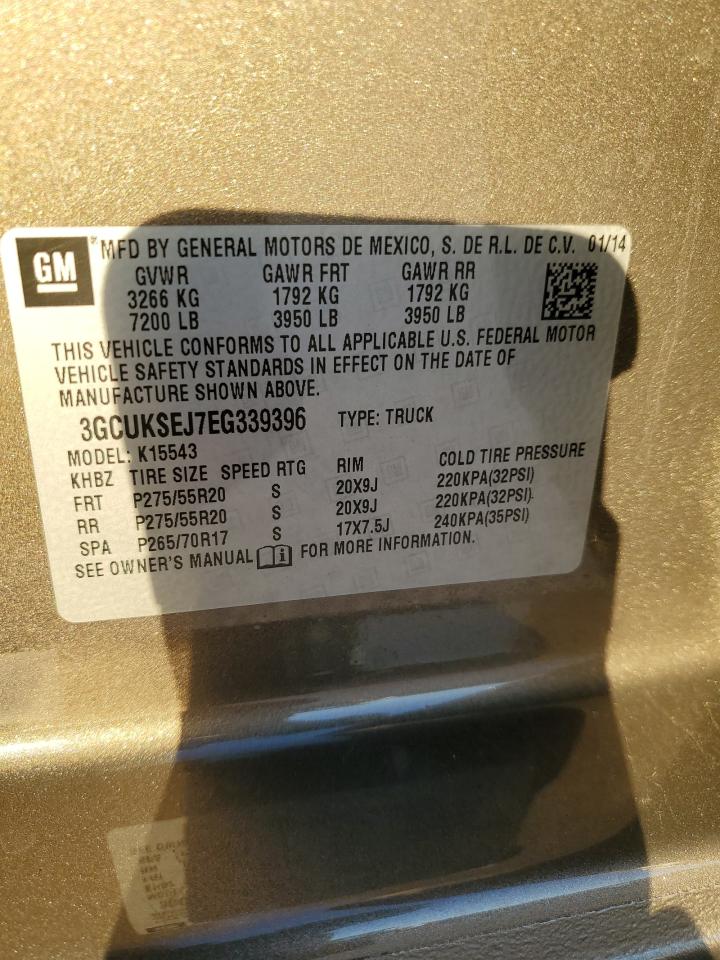 GM
MFD BY GENERAL MOTORS DE MEXICO, S. DE R.L. DE C.V. 01/14
GVWR GAWR FRT GAWR RR
3266 KG 1792 KG 1792 KG
7200 LB 3950 LB 3950 LB
THIS VEHICLE CONFORMS TO ALL APPLICABLE U.S. FEDERAL MOTOR
VEHICLE SAFETY STANDARDS IN EFFECT ON THE DATE OF
MANUFACTURE SHOWN ABOVE.
3GCUKSEJ7EG339396 TYPE: TRUCK
MODEL: K15543
KHBZ TIRE SIZE SPEED RTG RIM COLD TIRE PRESSURE
FRT P275/55R20 S 20X9J 220KPA(32PSI)
RR P275/55R20 S 20X9J 220KPA(32PSI)
SPA P265/70R17 S 17X7.5J 240KPA(35PSI)
SEE OWNER'S MANUAL FOR MORE INFORMATION.